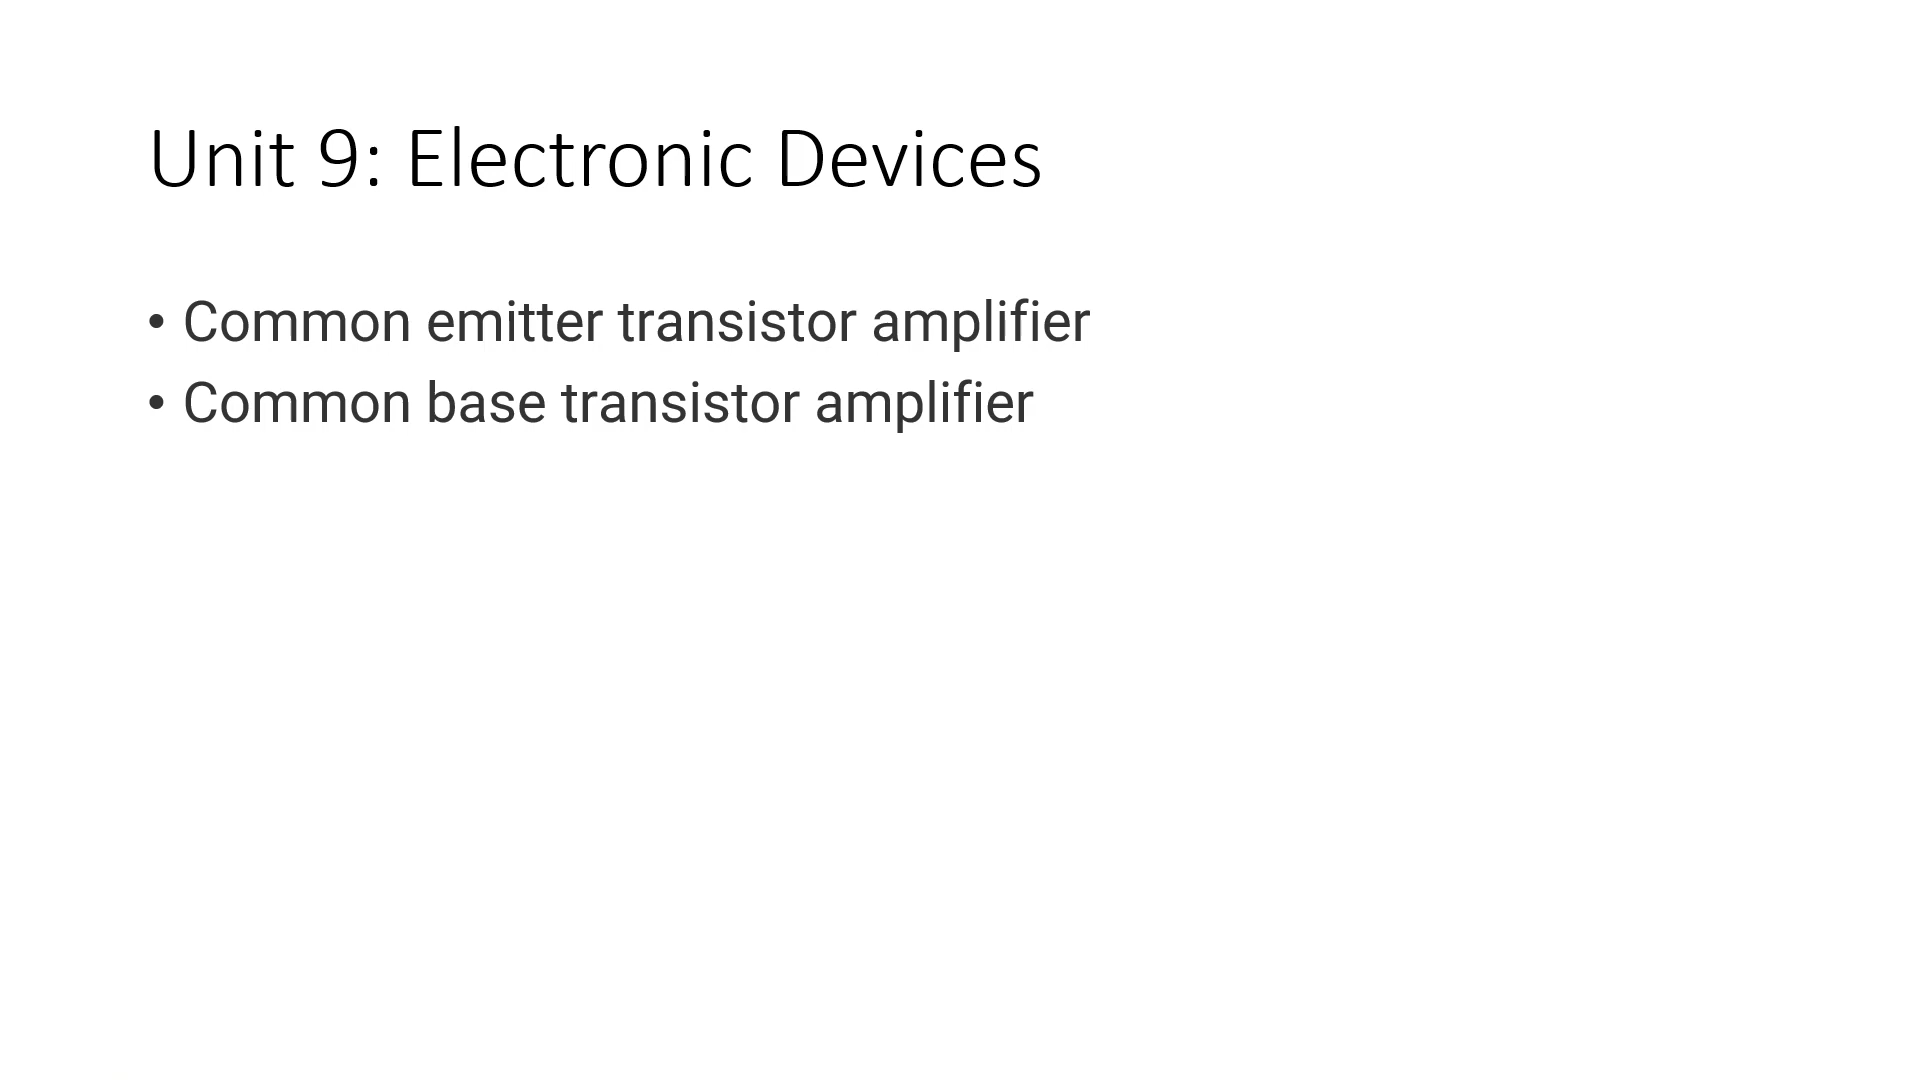 Unit 9: Electronic Devices
• Common emitter transistor amplifier
• Common base transistor amplifier